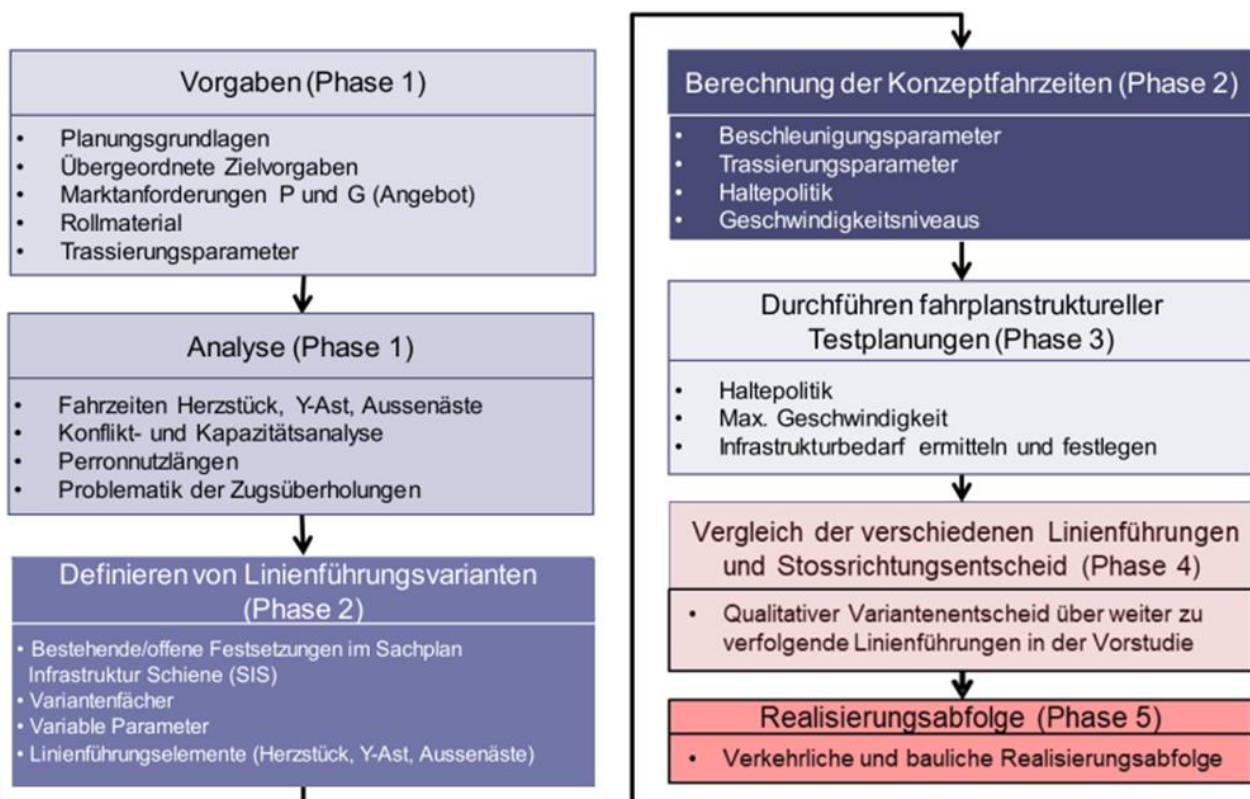 Vorgaben (Phase 1)
• Planungsgrundlagen
• Übergeordnete Zielvorgaben
• Marktanforderungen P und G (Angebot)
• Rollmaterial
• Trassierungsparameter
Analyse (Phase 1)
• Fahrzeiten Herzstück, Y-Ast, Aussenäste
• Konflikt- und Kapazitätsanalyse
• Perronnutzlängen
• Problematik der Zugsüberholungen
Definieren von Linienführungsvarianten
(Phase 2)
• Bestehende/offene Festsetzungen im Sachplan
Infrastruktur Schiene (SIS)
• Variantenfächer
• Variable Parameter
• Linienführungselemente (Herzstück, Y-Ast, Aussenäste)
Berechnung der Konzeptfahrzeiten (Phase 2)
• Beschleunigungsparameter
• Trassierungsparameter
• Haltepolitik
• Geschwindigkeitsniveaus
Durchführen fahrplanstruktureller
Testplanungen (Phase 3)
• Haltepolitik
• Max. Geschwindigkeit
• Infrastrukturbedarf ermitteln und festlegen
Vergleich der verschiedenen Linienführungen
und Stossrichtungsentscheid (Phase 4)
• Qualitativer Variantenentscheid über weiter zu
verfolgende Linienführungen in der Vorstudie
Realisierungsabfolge (Phase 5)
• Verkehrliche und bauliche Realisierungsabfolge